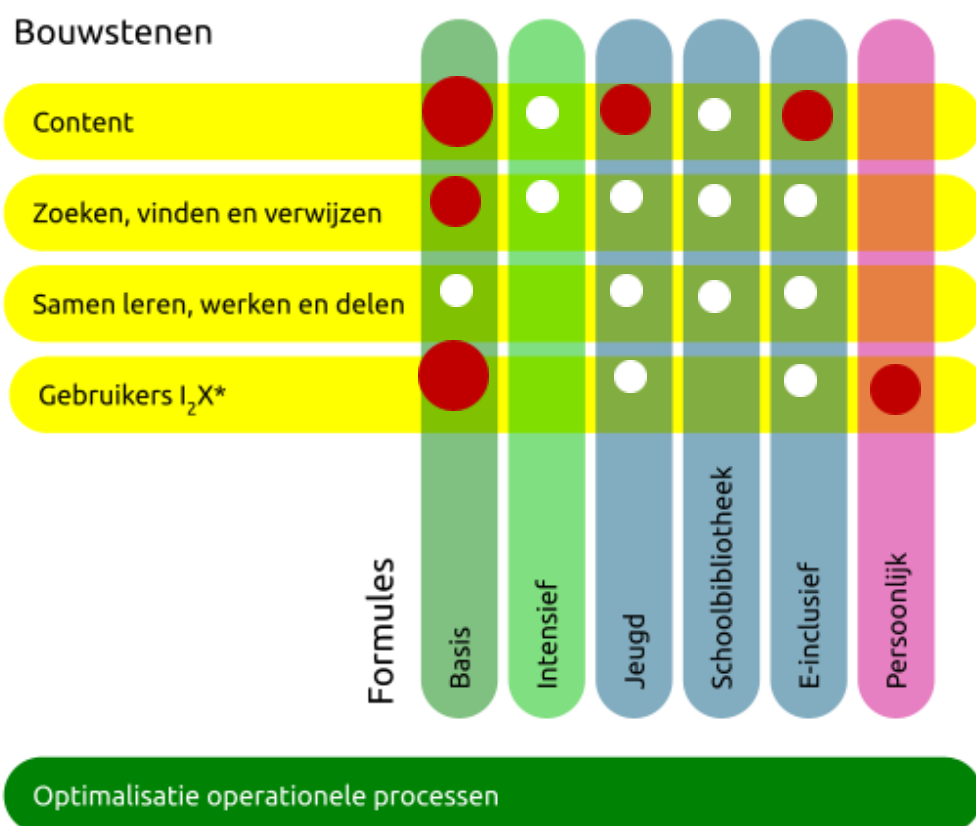 Bouwstenen
Content
Zoeken, vinden en verwijzen
Samen leren, werken en delen
Gebruikers I₂X*
Formules
Basis
Intensief
Jeugd
Schoolbibliotheek
E-inclusief
Persoonlijk
Optimalisatie operationele processen